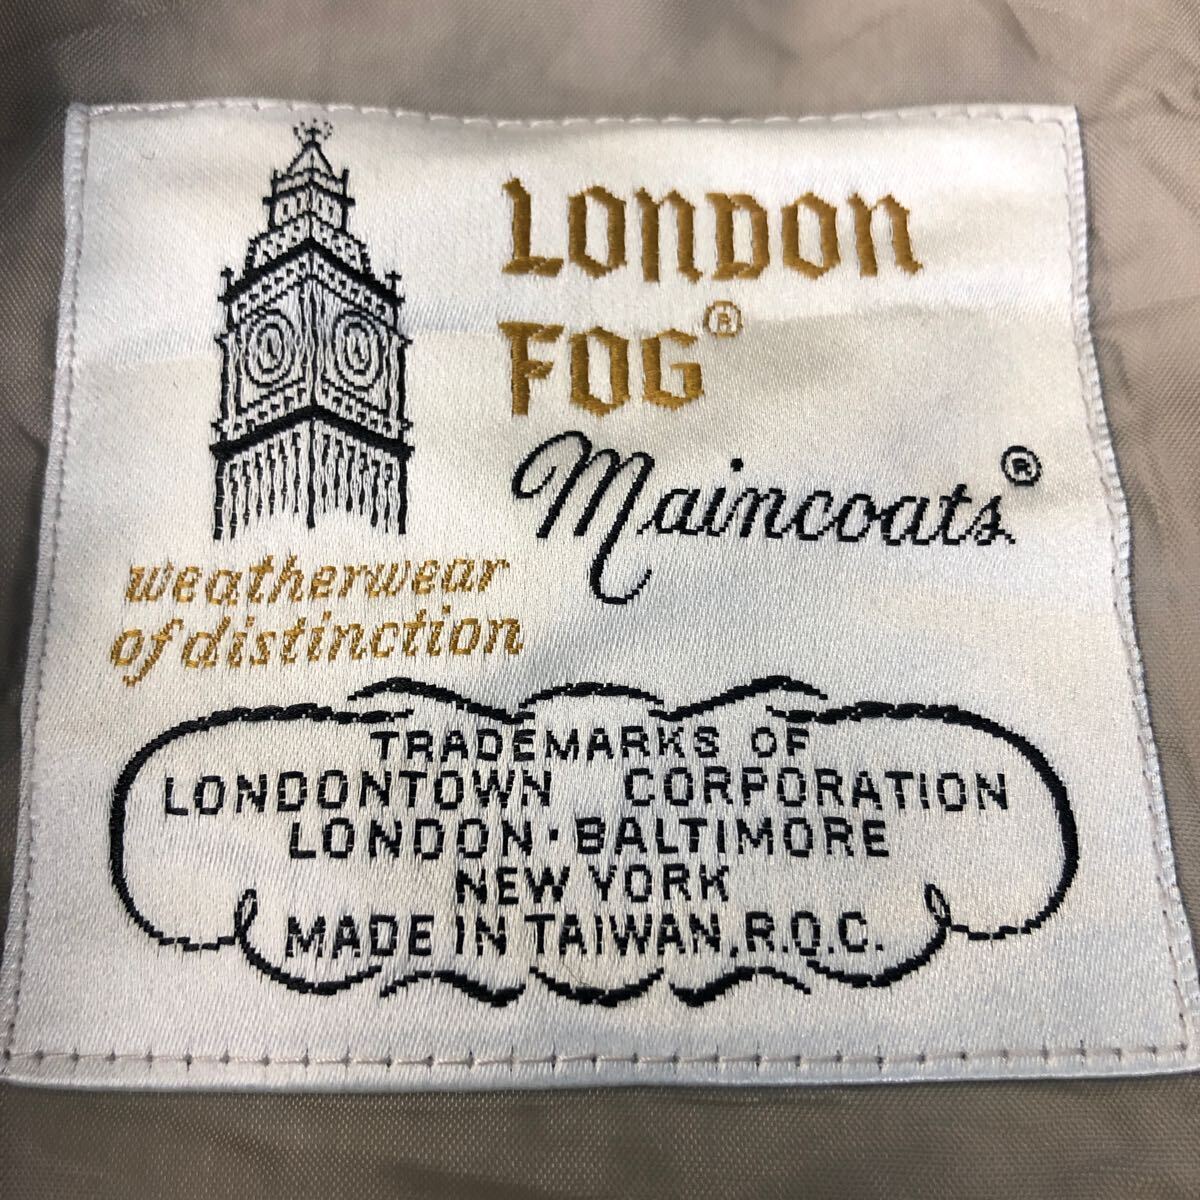 LONDON
FOG®
Maincoats®
weatherwear
of distinction
TRADEMARKS OF
LONDONTOWN CORPORATION
LONDON · BALTIMORE
NEW YORK
MADE IN TAIWAN, R.O.C.